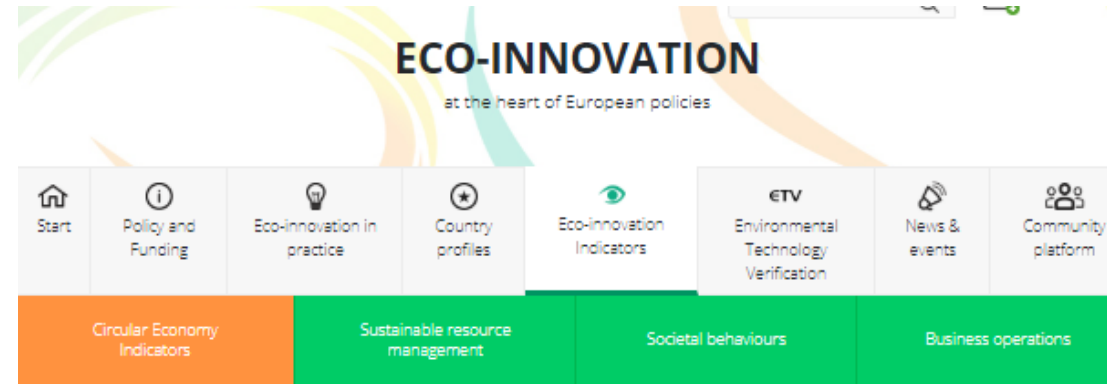 ECO-INNOVATION
at the heart of European policies
Start
Policy and
Funding
Eco-innovation in
practice
Country
profiles
Eco-innovation
Indicators
ETV
Environmental
Technology
Verification
News &
events
Community
platform
Circular Economy
Indicators
Sustainable resource
management
Societal behaviours
Business operations